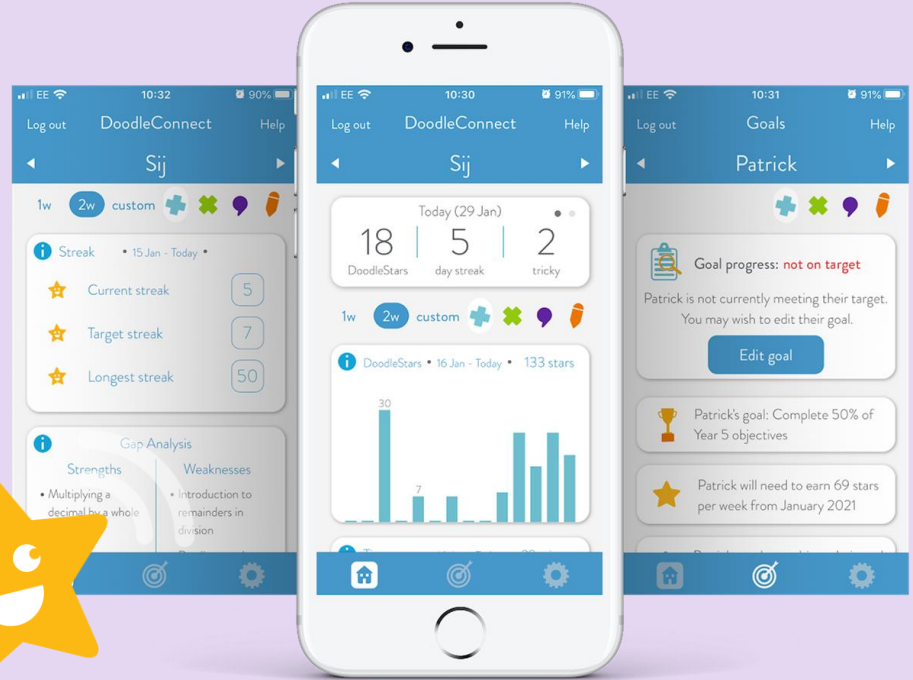 EE 10:32 90%
Log out DoodleConnect Help
Sij
1w 2w custom
Streak • 15 Jan - Today •
Current streak 5
Target streak 7
Longest streak 50
Gap Analysis
Strengths Weaknesses
• Multiplying a
decimal by a whole
• Introduction to
remainders in
division
EE 10:30 91%
Log out DoodleConnect Help
Sij
Today (29 Jan)
18 5 2
DoodleStars day streak tricky
1w 2w custom
DoodleStars • 16 Jan - Today • 133 stars
30
7
EE 10:31 91%
Log out Goals Help
Patrick
Goal progress: not on target
Patrick is not currently meeting their target.
You may wish to edit their goal.
Edit goal
Patrick's goal: Complete 50% of
Year 5 objectives
Patrick will need to earn 69 stars
per week from January 2021